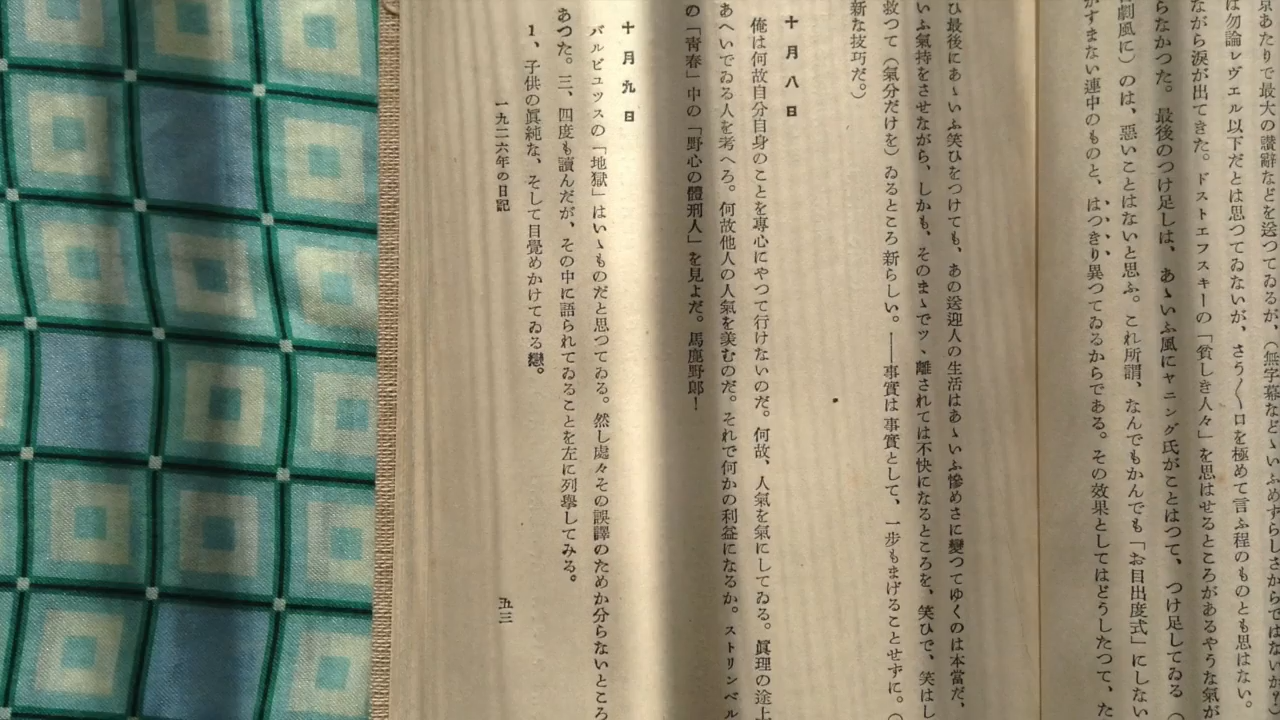 京あたりで最大の讃辭などを送つてゐるが、(無字幕などゝいふめずらしさからではないか。)
は勿論レヴエル以下だとは思つてゐないが、さう〳〵口を極めて言ふ程のものとも思はない。
ながら涙が出てきた。ドストエフスキーの「貧しき人々」を思はせるところがあるやうな氣が
らなかつた。最後のつけ足しは、あゝいふ風にヤニング氏がことはつて、つけ足してゐる(
劇風に)のは、惡いことはないと思ふ。これ所謂、なんでもかんでも「お目出度式」にしない
がすまない連中のものと、はつきり異つてゐるからである。その効果としてはどうしたつて、た
ひ最後にあゝいふ笑ひをつけても、あの送迎人の生活はあゝいふ慘めさに變つてゆくのは本當だ、
いふ氣持をさせながら、しかも、そのまゝでツ、離されては不快になるところを、笑ひで、笑はし
救つて(氣分だけを)ゐるところ新らしい。――事實は事實として、一步もまげることせずに。(
新な技巧だ。)
十月八日
俺は何故自分自身のことを專心にやつて行けないのだ。何故、人氣を氣にしてゐる。眞理の途上
あへいでゐる人を考へろ。何故他人の人氣を羨むのだ。それで何かの利益になるか。ストリンベル
の「靑春」中の「野心の體刑人」を見よだ。馬鹿野郎！
十月九日
バルビユツスの「地獄」はいゝものだと思つてゐる。然し處々その誤譯のためか分らないところ
あつた。三、四度も讀んだが、その中に語られてゐることを左に列擧してみる。
1、子供の眞純な、そして目覺めかけてゐる戀。
一九二六年の日記
五三